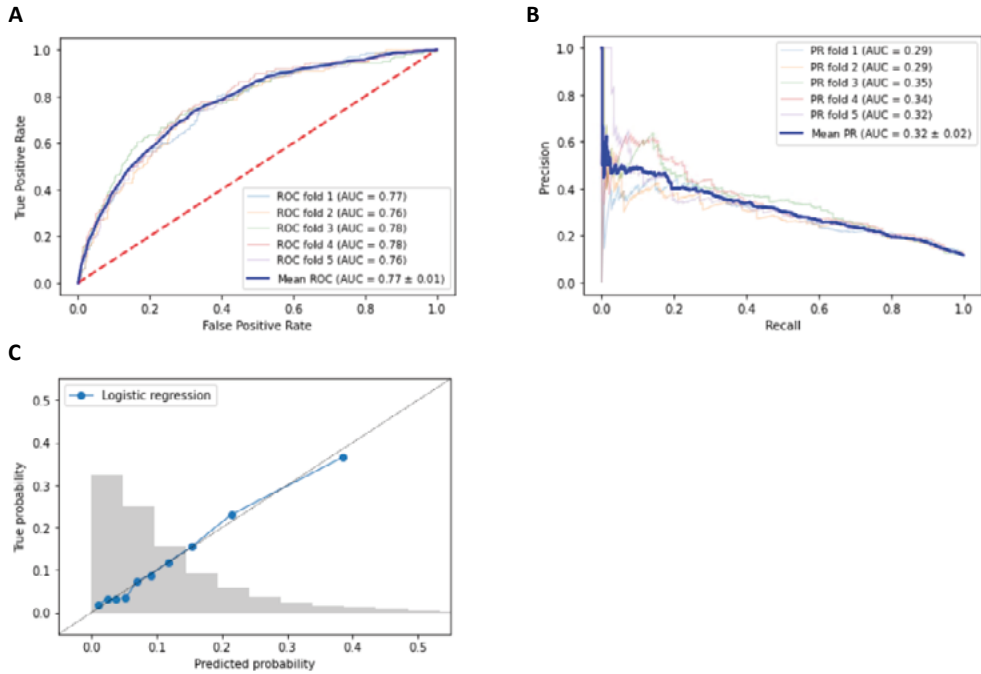 A
1.0
0.8
0.6
0.4
0.2
0.0
True Positive Rate
ROC fold 1 (AUC = 0.77)
ROC fold 2 (AUC = 0.76)
ROC fold 3 (AUC = 0.78)
ROC fold 4 (AUC = 0.78)
ROC fold 5 (AUC = 0.76)
Mean ROC (AUC = 0.77 ± 0.01)
0.0 0.2 0.4 0.6 0.8 1.0
False Positive Rate
B
1.0
0.8
0.6
0.4
0.2
0.0
Precision
PR fold 1 (AUC = 0.29)
PR fold 2 (AUC = 0.29)
PR fold 3 (AUC = 0.35)
PR fold 4 (AUC = 0.34)
PR fold 5 (AUC = 0.32)
Mean PR (AUC = 0.32 ± 0.02)
0.0 0.2 0.4 0.6 0.8 1.0
Recall
C
0.5
0.4
0.3
0.2
0.1
0.0
True probability
Logistic regression
0.0 0.1 0.2 0.3 0.4 0.5
Predicted probability